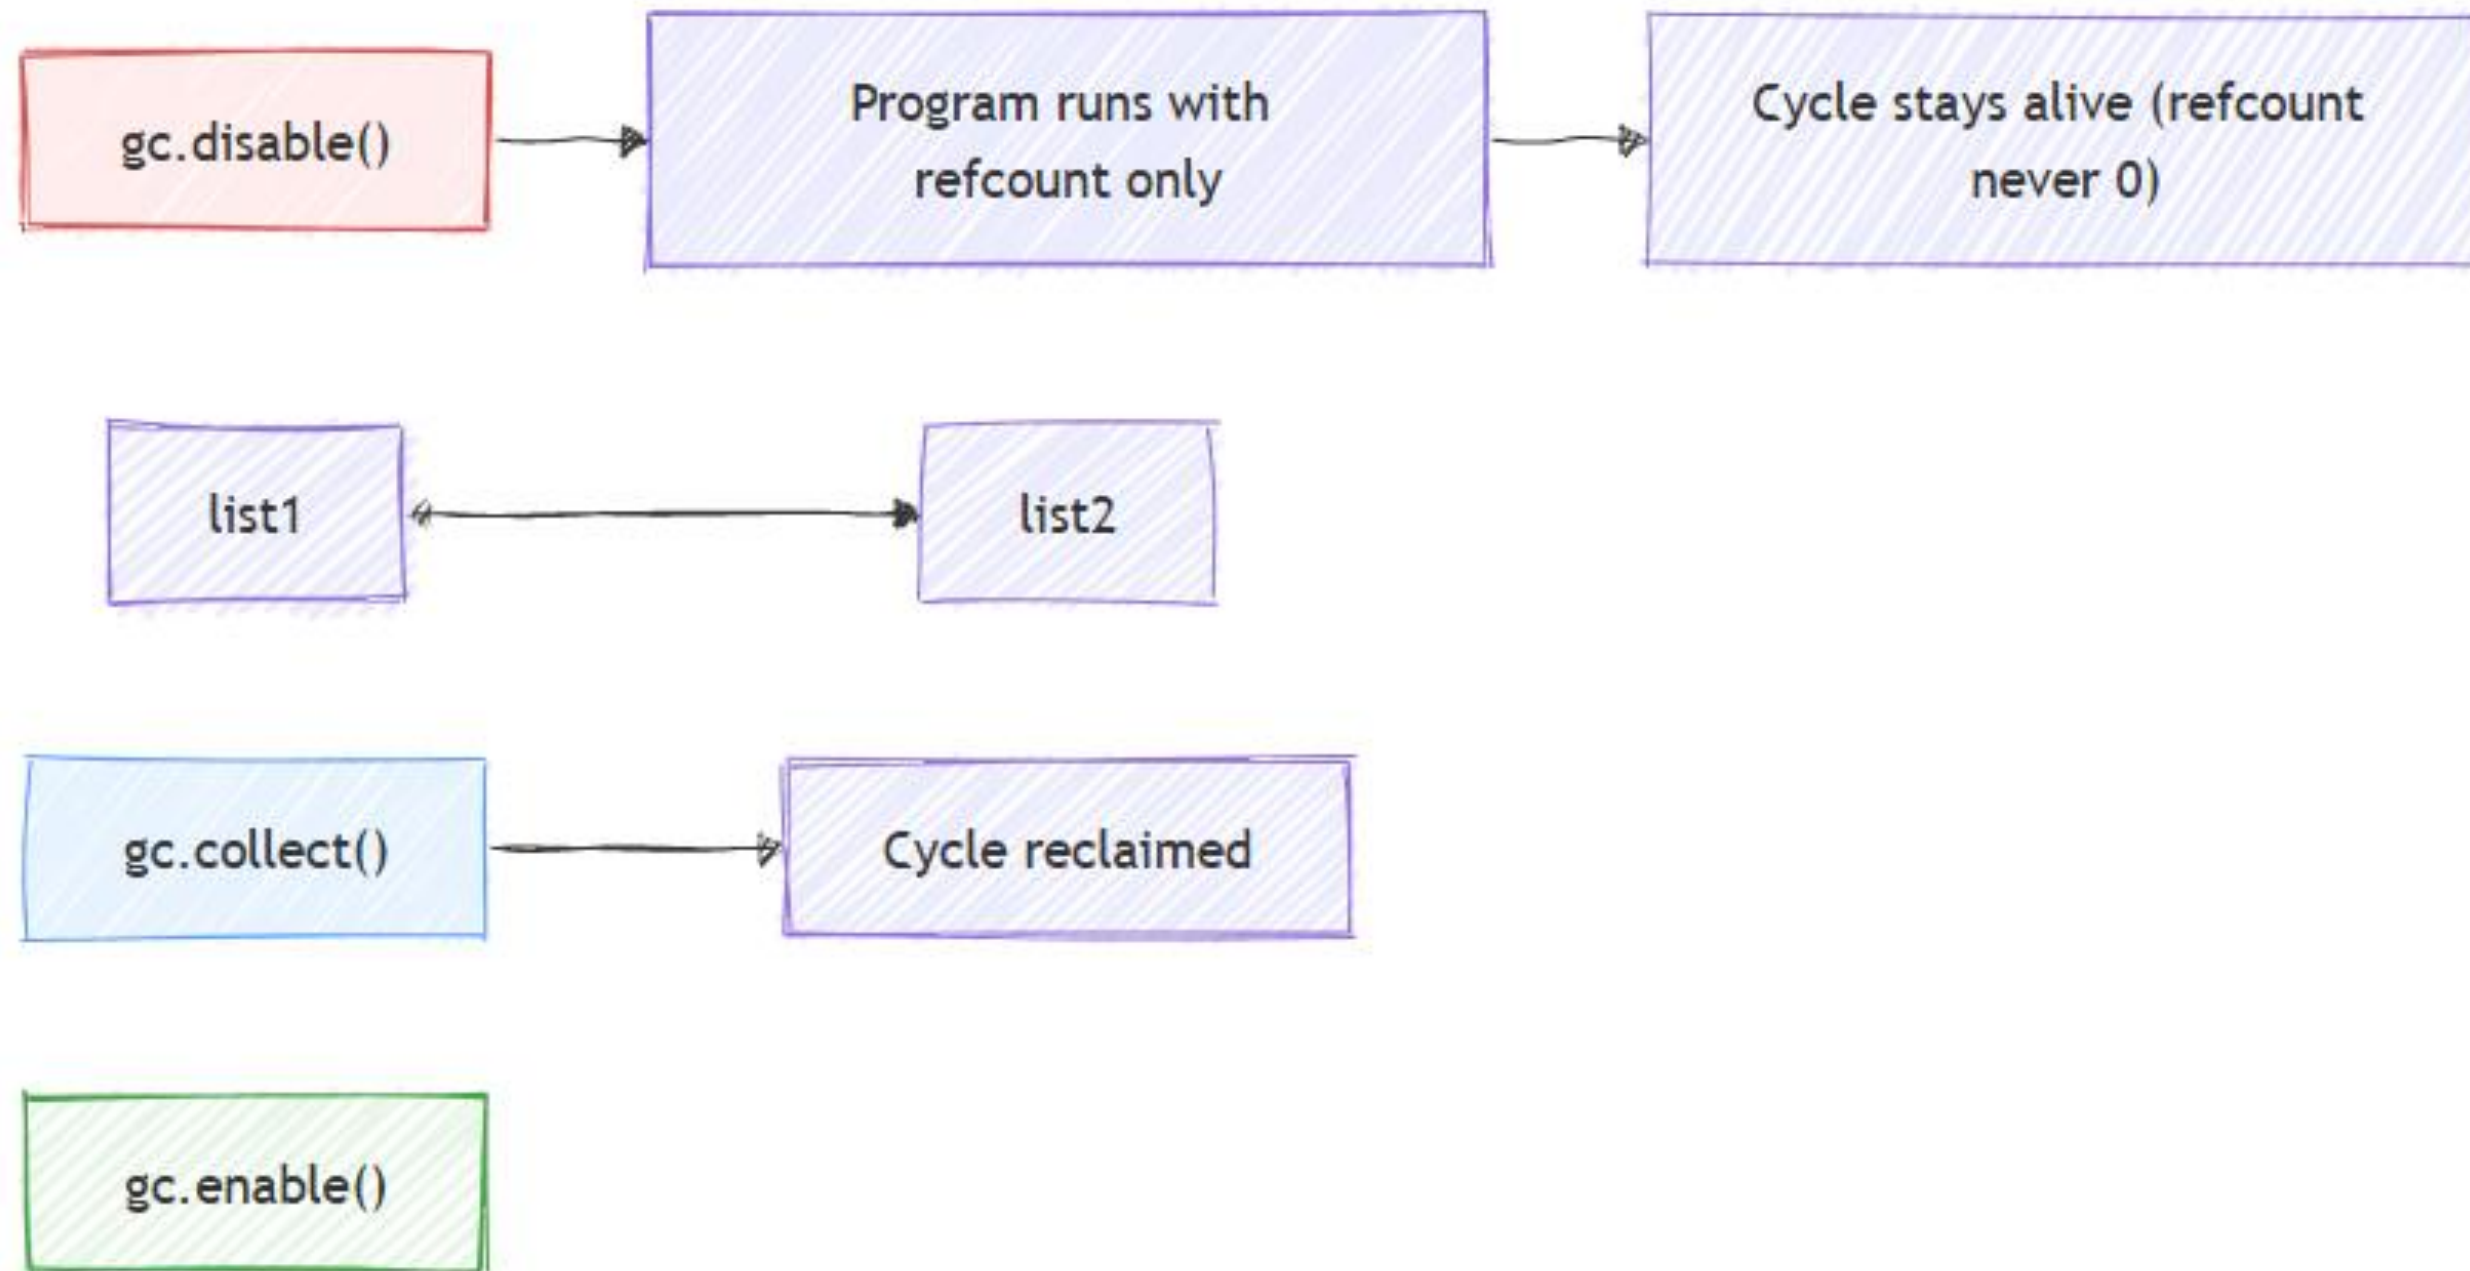 gc.disable()
Program runs with
refcount only
Cycle stays alive (refcount
never 0)
list1
list2
gc.collect()
Cycle reclaimed
gc.enable()